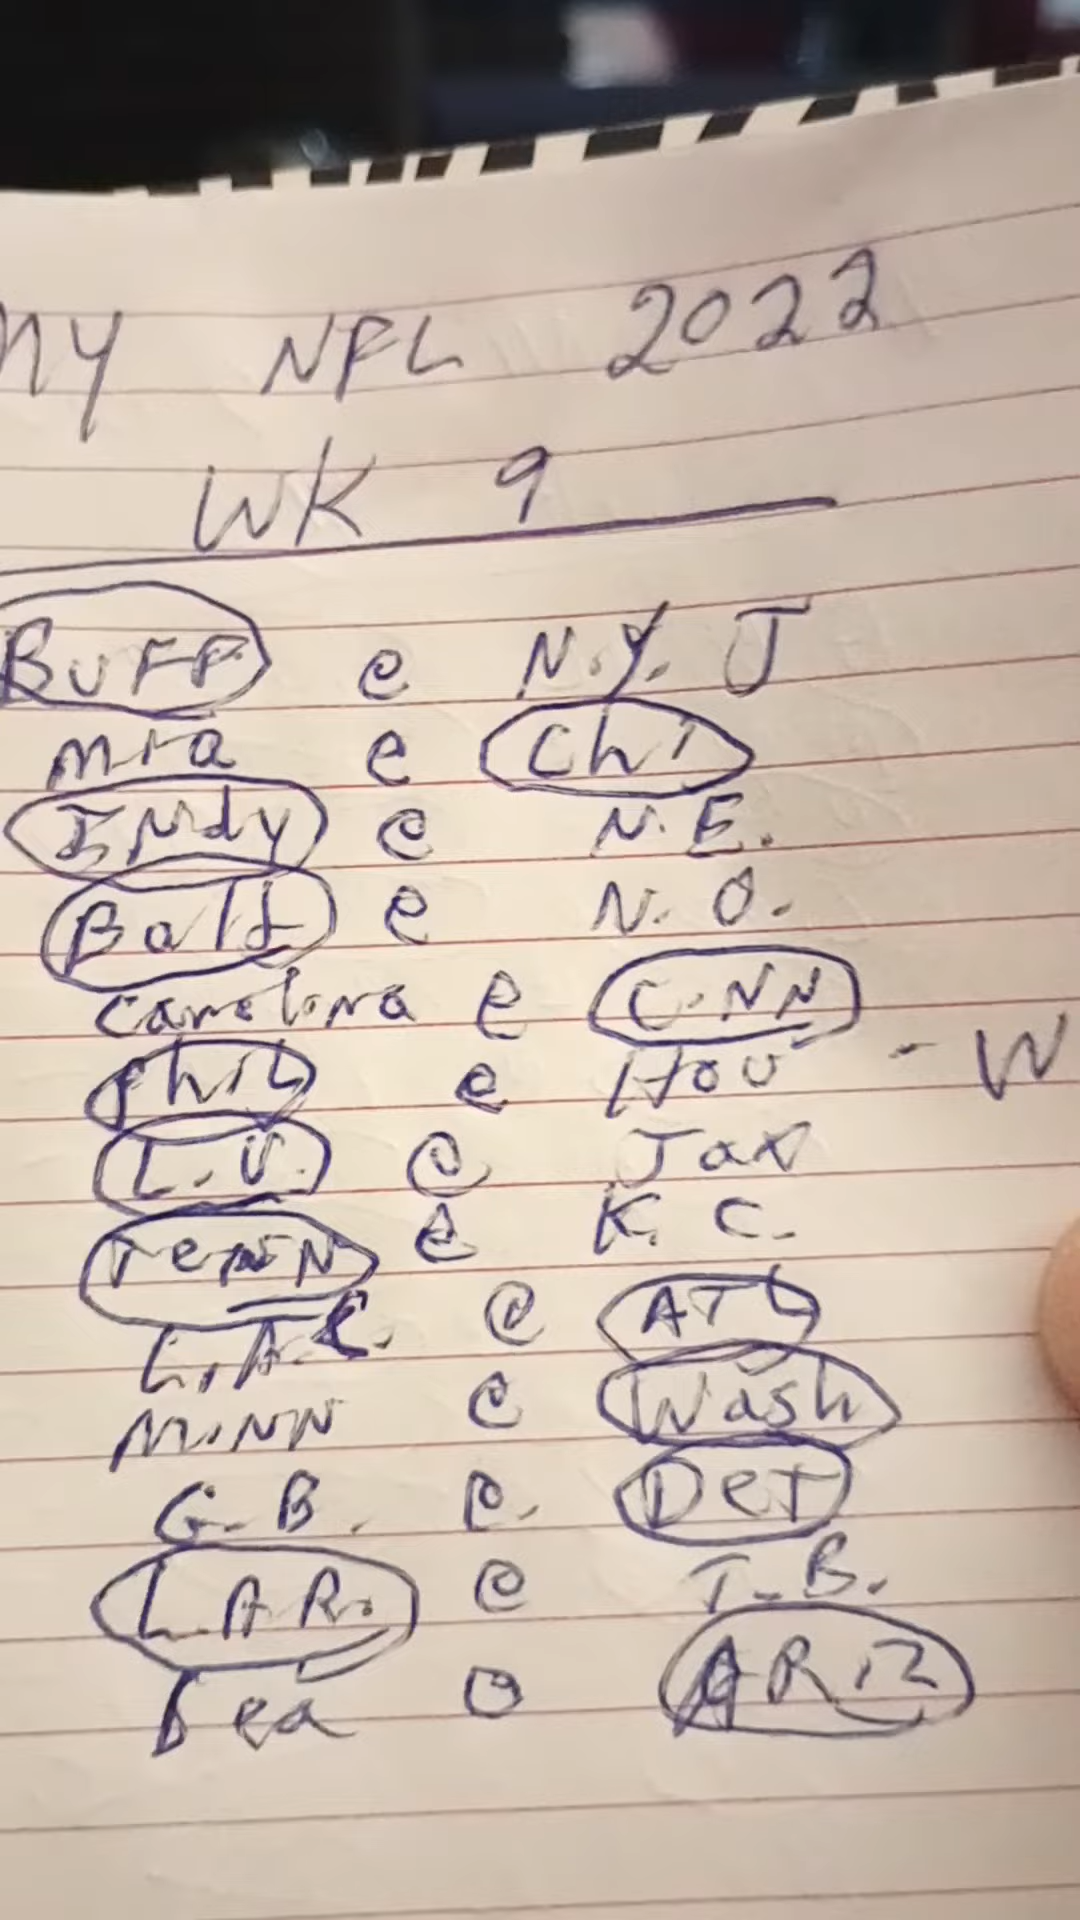 MY NFL 2022
WK 9
BUFF @ N.Y. J
Mia @ Chi
INdy @ N.E.
Balt @ N.O.
Carolina @ CiNN
Phil @ HOU - W
L.V. @ Jax
TeNN @ K.C.
L.A.C. @ ATL
MiNN @ Wash
G.B. @ Det
L.A.R. @ T.B.
Sea @ ARIZ